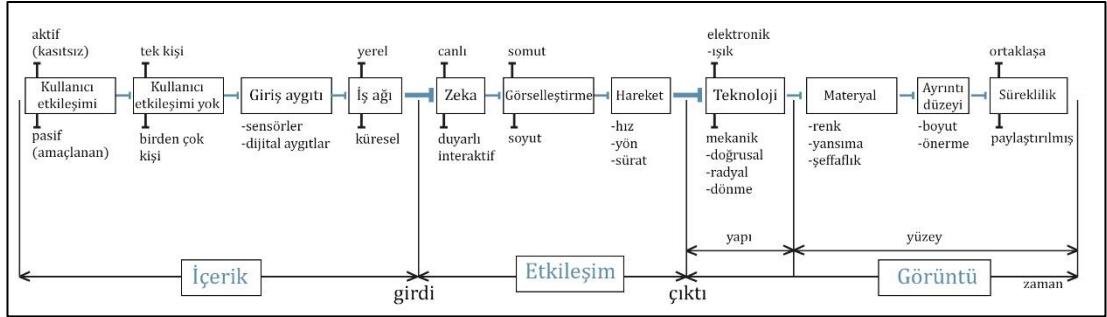 aktif
(kasıtsız)
Kullanıcı
etkileşimi
pasif
(amaçlanan)
tek kişi
Kullanıcı
etkileşimi yok
birden çok
kişi
Giriş aygıtı
-sensörler
-dijital aygıtlar
yerel
İş ağı
küresel
canlı
Zeka
duyarlı
interaktif
somut
Görselleştirme
soyut
Hareket
-hız
-yön
-sürat
elektronik
-ışık
Teknoloji
mekanik
-doğrusal
-radyal
-dönme
Materyal
-renk
-yansıma
-şeffaflık
Ayrıntı
düzeyi
-boyut
-önerme
ortaklaşa
Süreklilik
paylaştırılmış
yapı
yüzey
İçerik
girdi
Etkileşim
çıktı
Görüntü
zaman